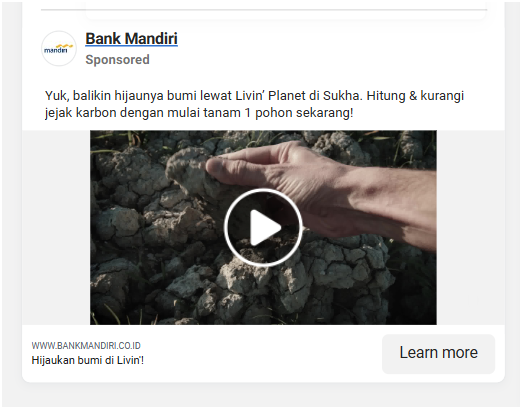 mandiri
Bank Mandiri
Sponsored
Yuk, balikin hijaunya bumi lewat Livin’ Planet di Sukha. Hitung & kurangi
jejak karbon dengan mulai tanam 1 pohon sekarang!
WWW.BANKMANDIRI.CO.ID
Hijaukan bumi di Livin'!
Learn more